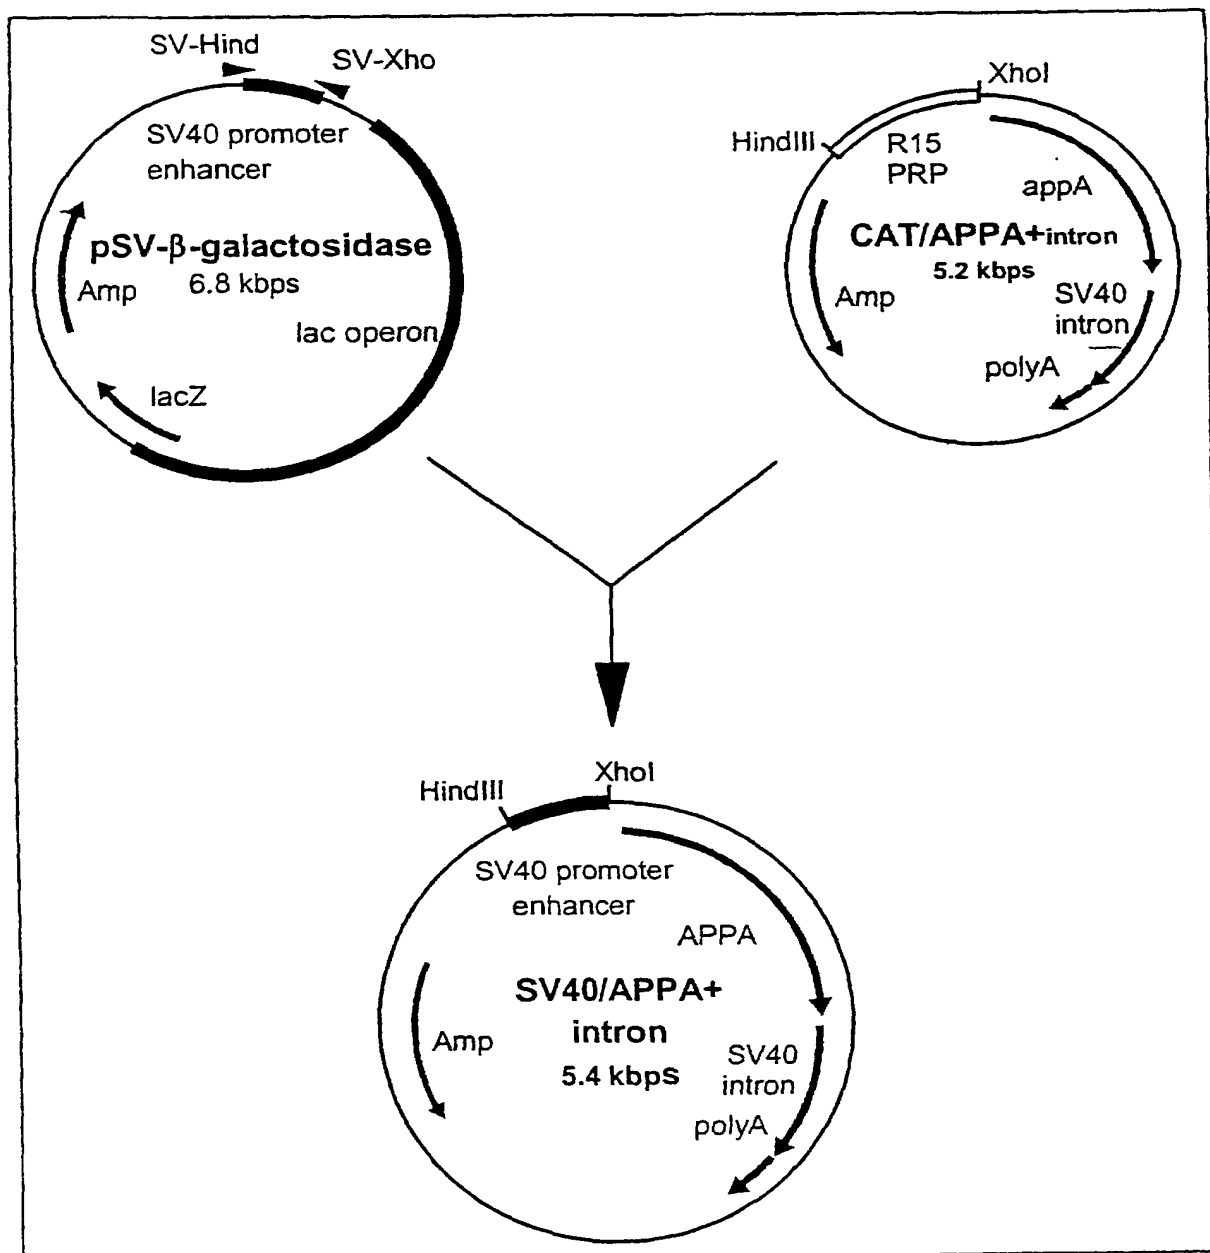 SV-Hind
SV-Xho
SV40 promoter
enhancer
pSV-β-galactosidase
6.8 kbps
Amp
lac operon
lacZ
XhoI
HindIII
R15
PRP
appA
CAT/APPA+intron
5.2 kbps
Amp
SV40
intron
polyA
XhoI
HindIII
SV40 promoter
enhancer
APPA
SV40/APPA+
intron
5.4 kbps
Amp
SV40
intron
polyA